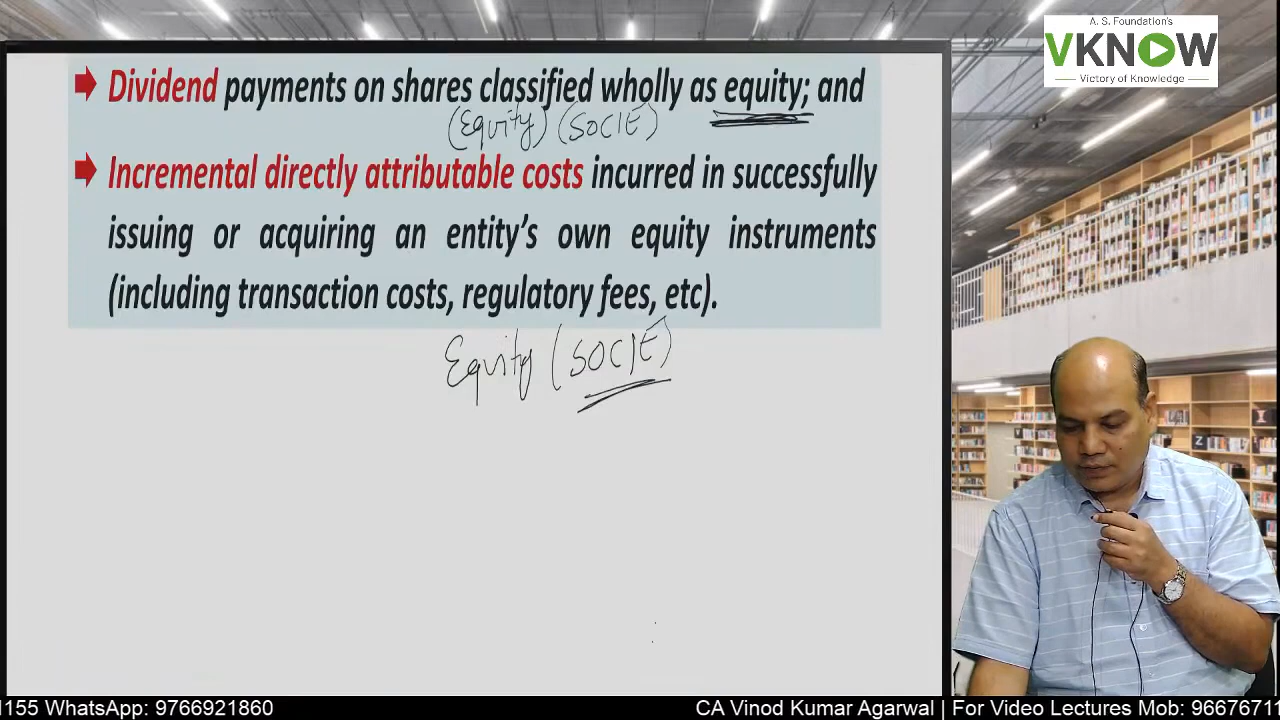 A. S. Foundation's
VKNOW
Victory of Knowledge
Dividend payments on shares classified wholly as equity; and
(Equity) (SOCIE)
Incremental directly attributable costs incurred in successfully
issuing or acquiring an entity's own equity instruments
(including transaction costs, regulatory fees, etc).
Equity (SOCIE)
1155 WhatsApp: 9766921860
CA Vinod Kumar Agarwal | For Video Lectures Mob: 96676711